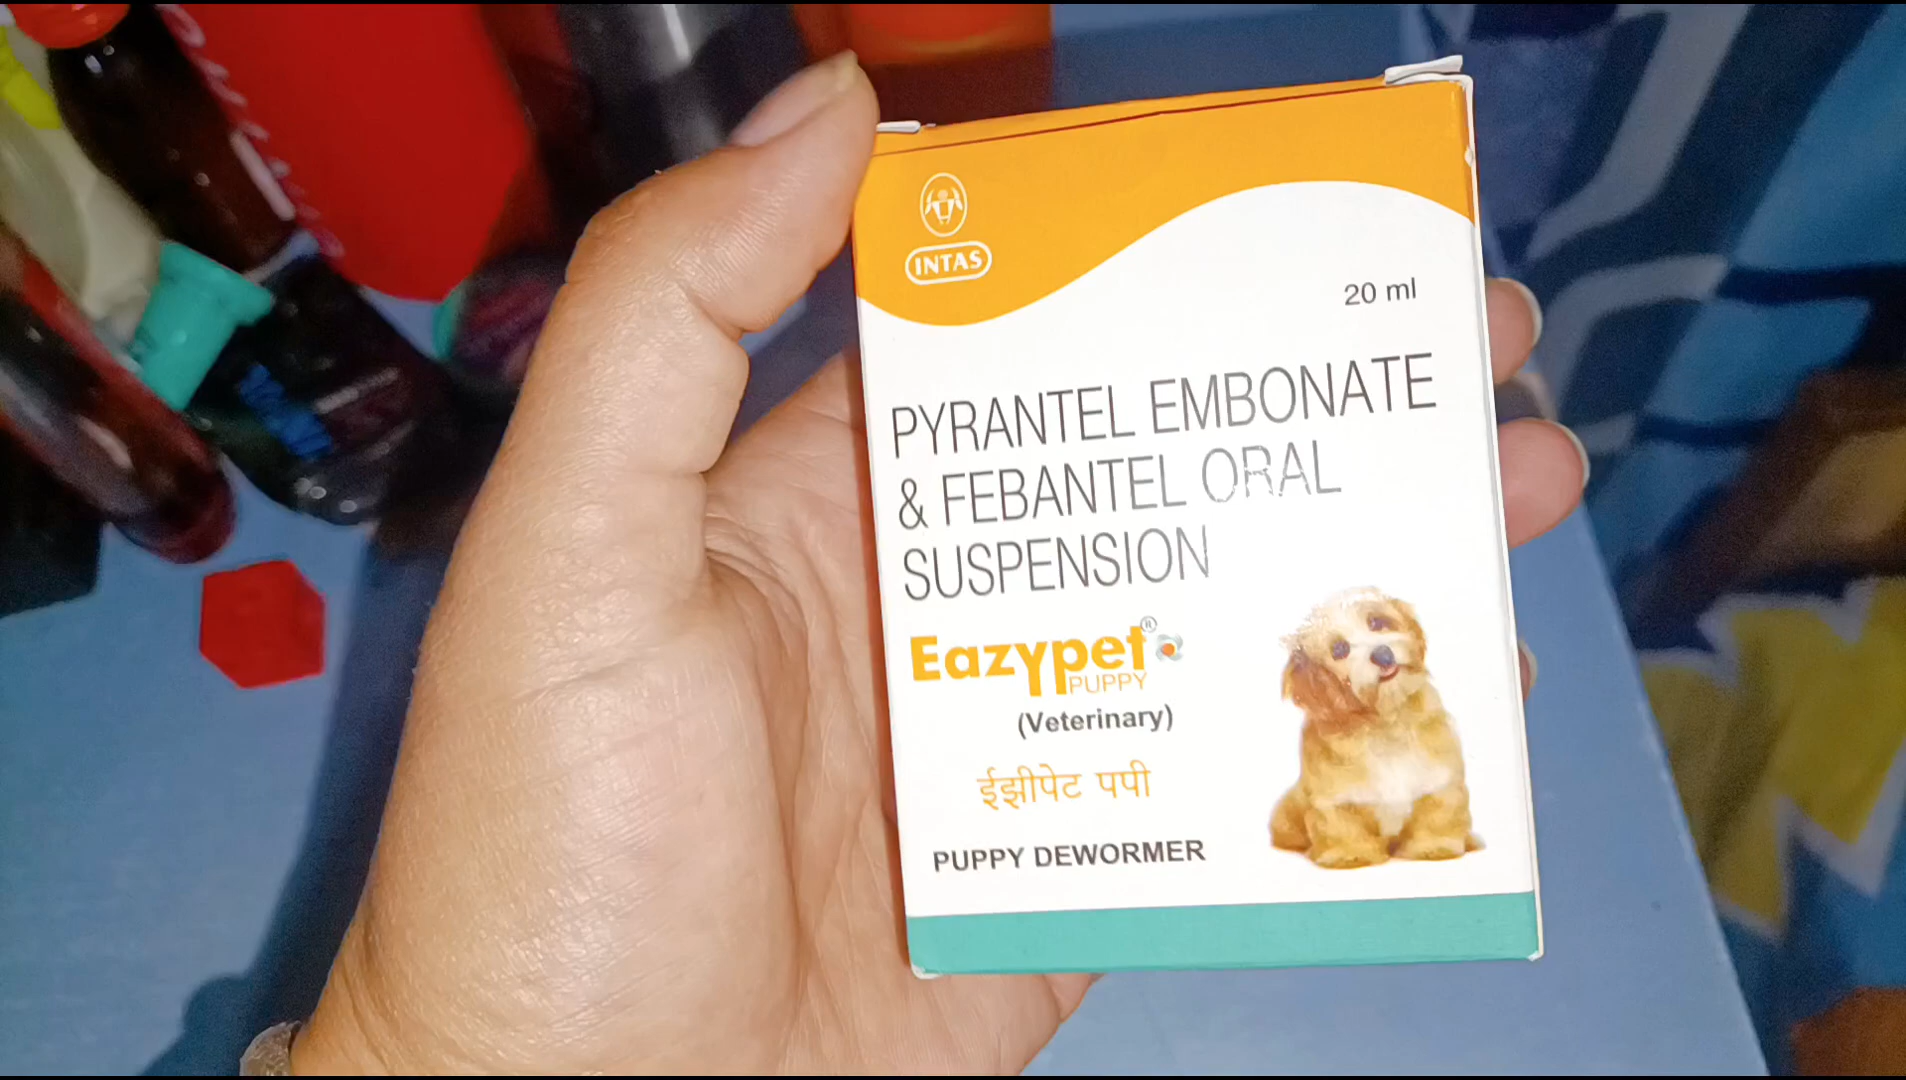 INTAS
20 ml
PYRANTEL EMBONATE
& FEBANTEL ORAL
SUSPENSION
Eazypet®
PUPPY
(Veterinary)
ईझीपेट पपी
PUPPY DEWORMER